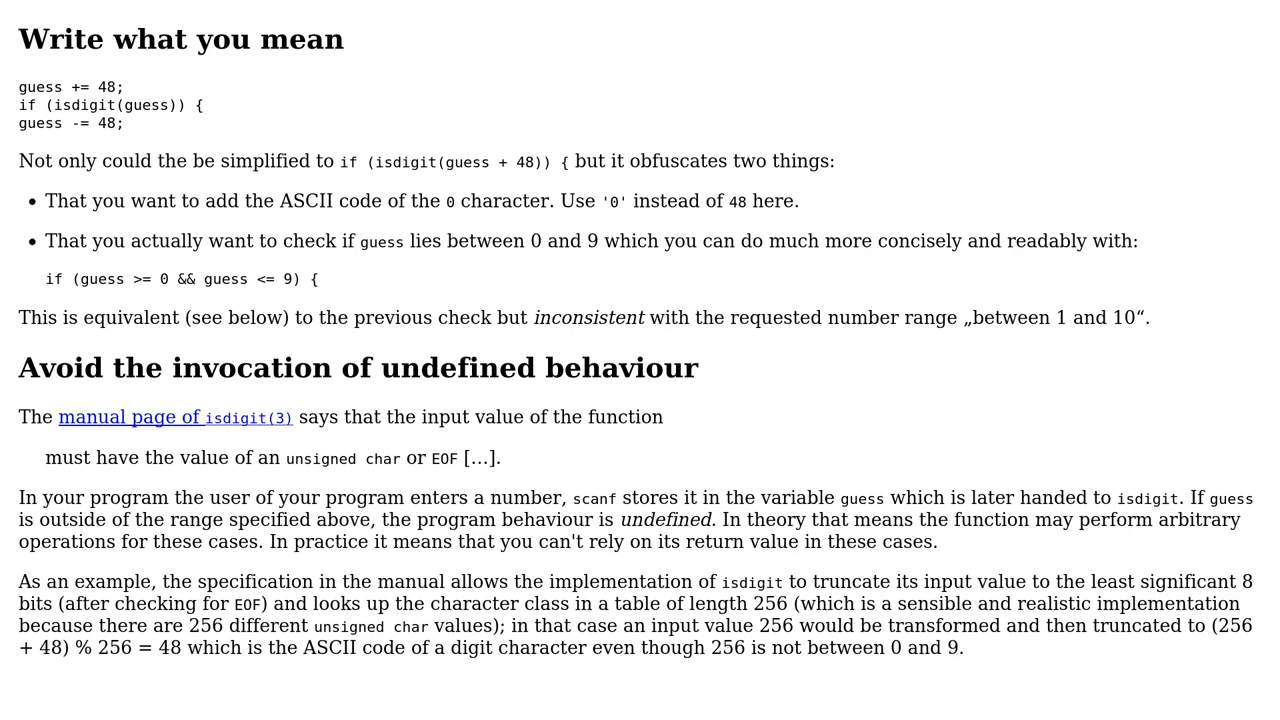 Write what you mean
guess += 48;
if (isdigit(guess)) {
guess -= 48;
Not only could the be simplified to if (isdigit(guess + 48)) { but it obfuscates two things:
• That you want to add the ASCII code of the 0 character. Use '0' instead of 48 here.
• That you actually want to check if guess lies between 0 and 9 which you can do much more concisely and readably with:
if (guess >= 0 && guess <= 9) {
This is equivalent (see below) to the previous check but inconsistent with the requested number range „between 1 and 10“.
Avoid the invocation of undefined behaviour
The manual page of isdigit(3) says that the input value of the function
must have the value of an unsigned char or EOF […].
In your program the user of your program enters a number, scanf stores it in the variable guess which is later handed to isdigit. If guess
is outside of the range specified above, the program behaviour is undefined. In theory that means the function may perform arbitrary
operations for these cases. In practice it means that you can't rely on its return value in these cases.
As an example, the specification in the manual allows the implementation of isdigit to truncate its input value to the least significant 8
bits (after checking for EOF) and looks up the character class in a table of length 256 (which is a sensible and realistic implementation
because there are 256 different unsigned char values); in that case an input value 256 would be transformed and then truncated to (256
+ 48) % 256 = 48 which is the ASCII code of a digit character even though 256 is not between 0 and 9.